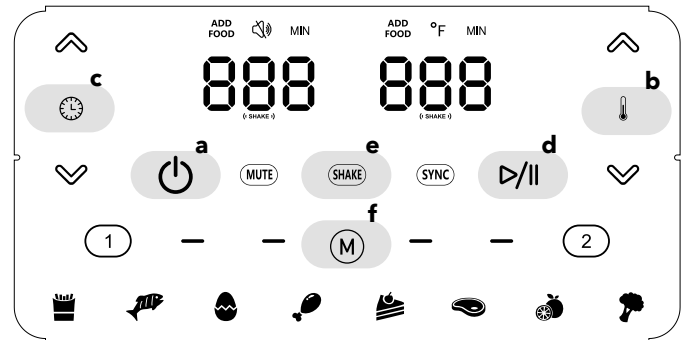 ADD FOOD MIN ADD FOOD °F MIN
888 888
(( SHAKE )) (( SHAKE ))
c b
a e d
MUTE SHAKE SYNC
f
1 M 2